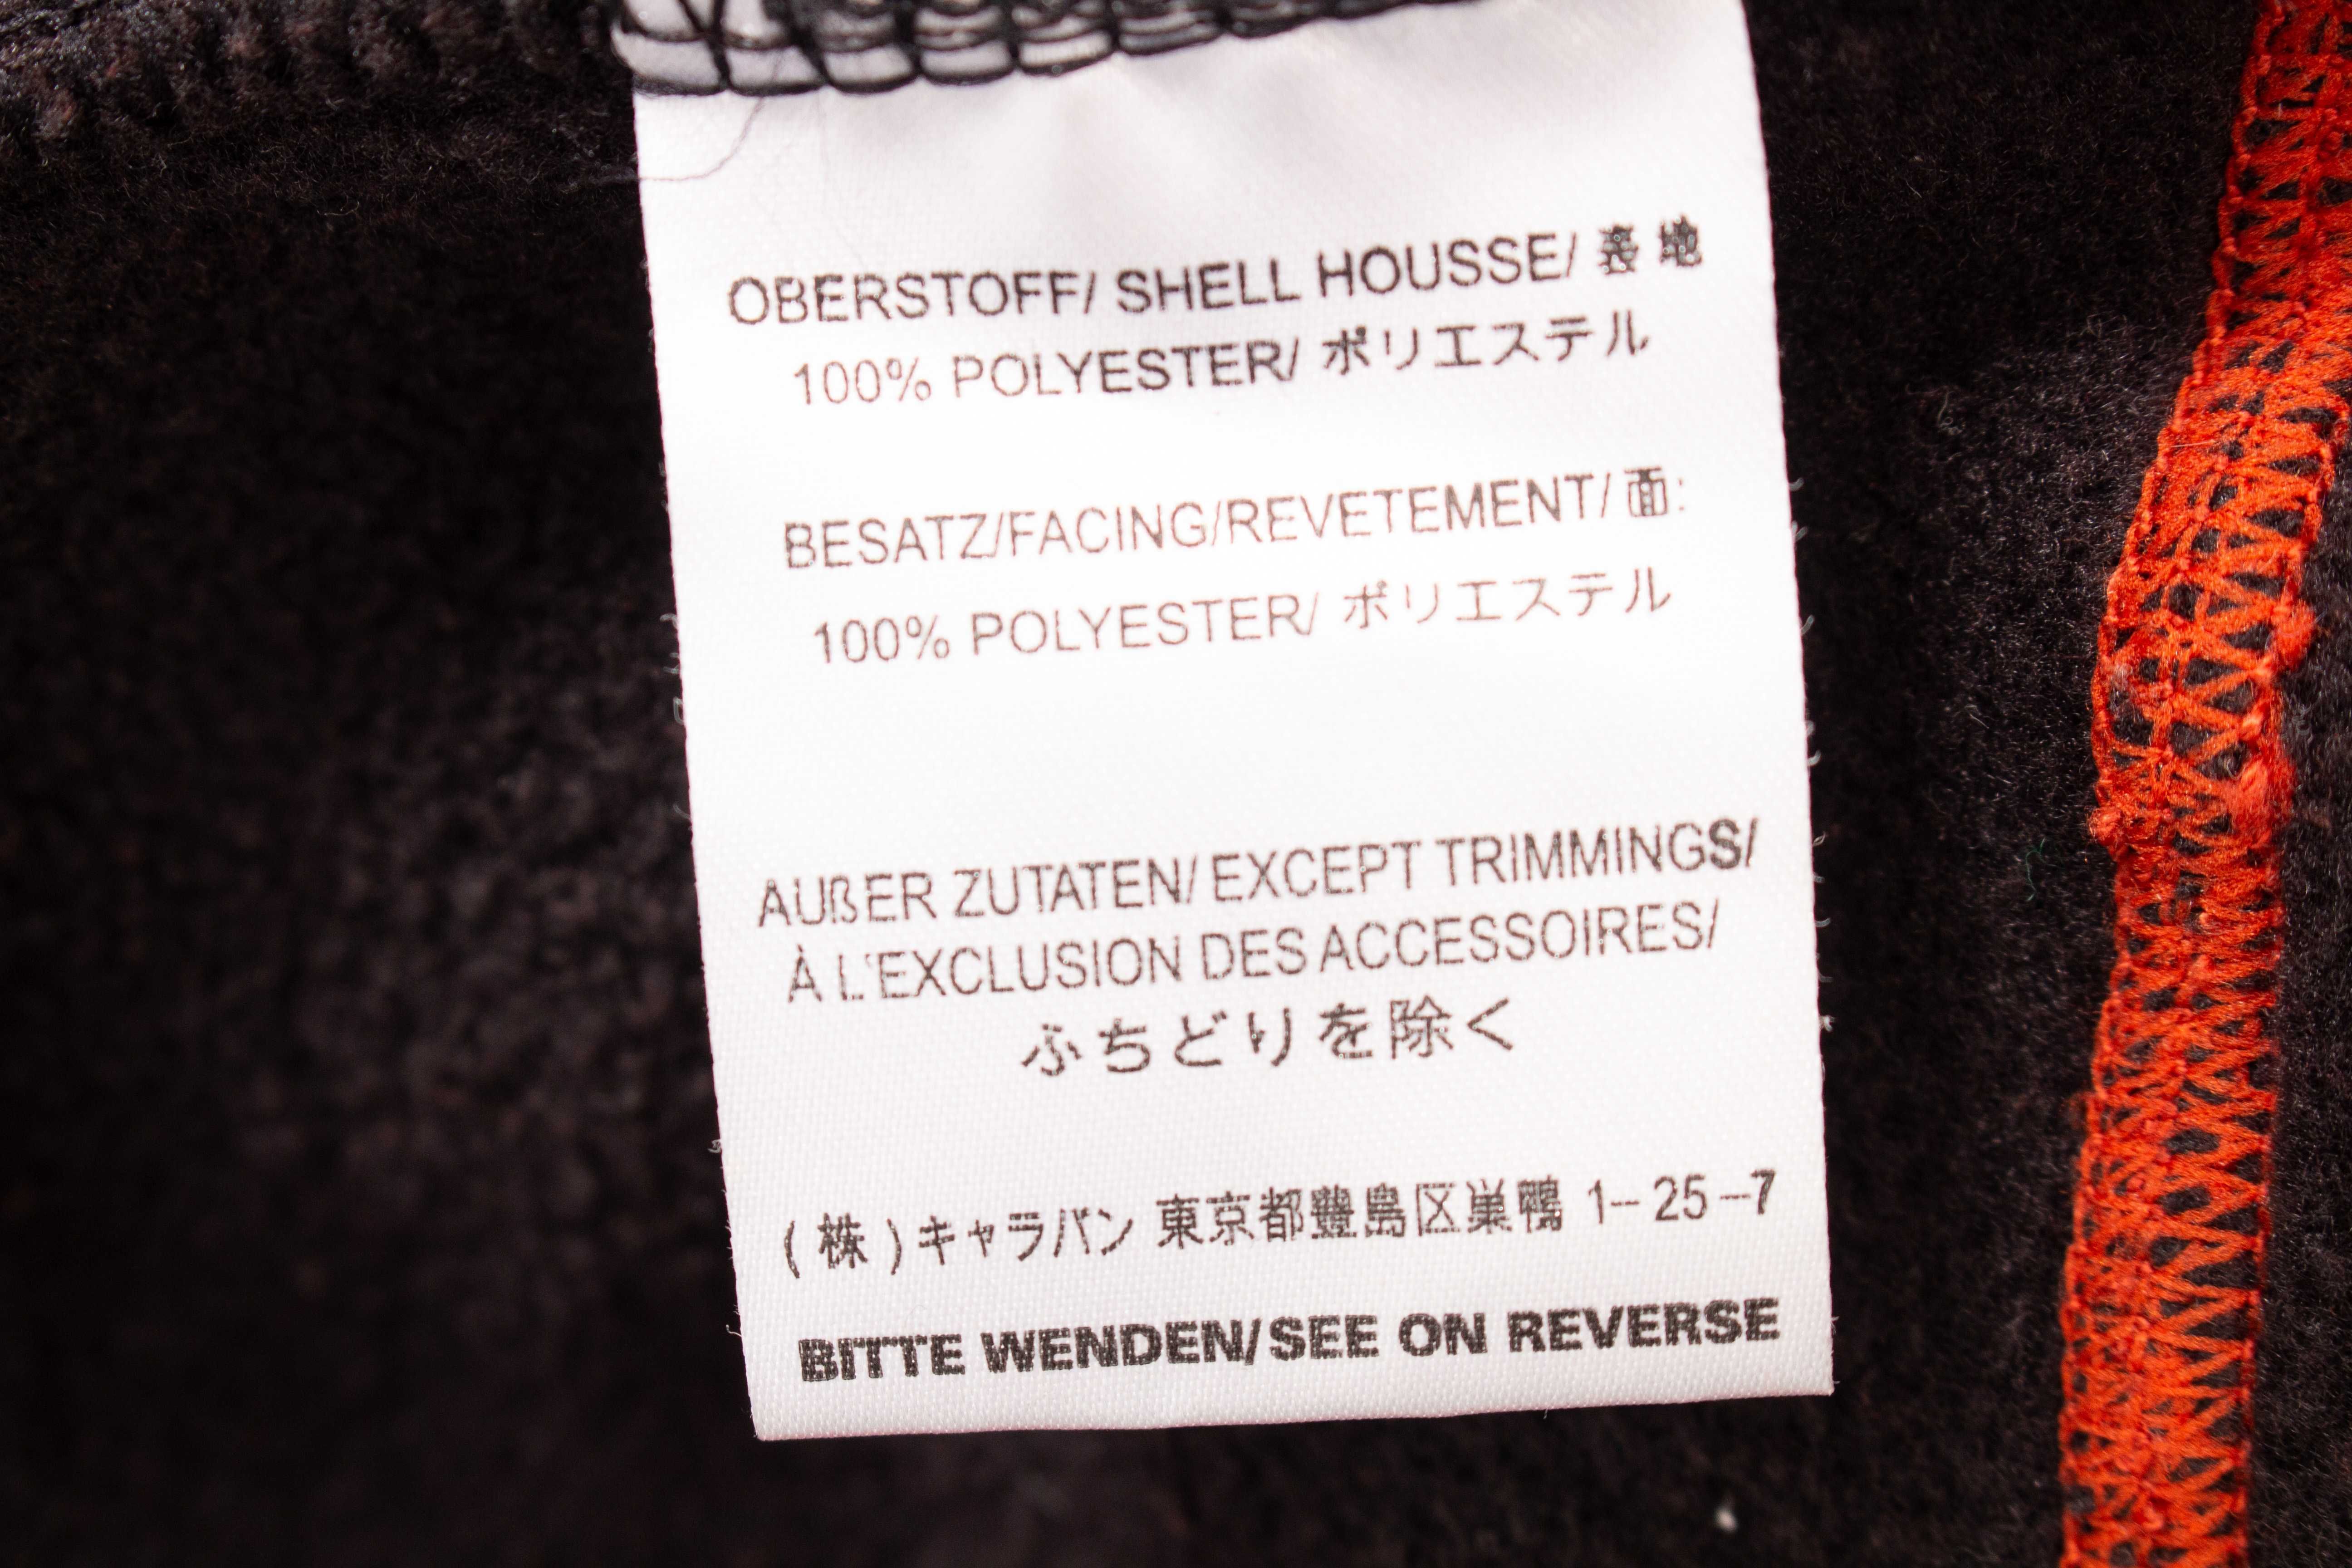 OBERSTOFF/ SHELL HOUSSE/ 表地
100% POLYESTER/ ポリエステル
BESATZ/FACING/REVETEMENT/ 面:
100% POLYESTER/ ポリエステル
AUßER ZUTATEN/ EXCEPT TRIMMINGS/
À L'EXCLUSION DES ACCESSOIRES/
ふちどりを除く
(株)キャラバン 東京都豊島区巣鴨 1-25-7
BITTE WENDEN/SEE ON REVERSE